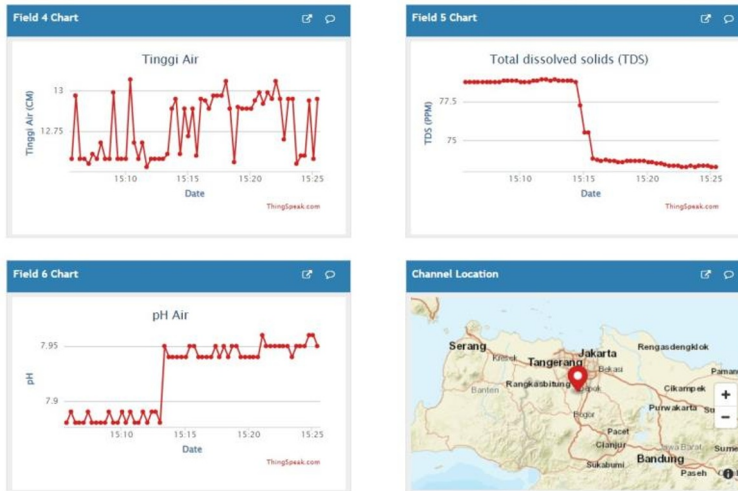 Field 4 Chart
Tinggi Air
Tinggi Air (CM)
13
12.75
15:10
15:15
15:20
15:25
Date
ThingSpeak.com
Field 5 Chart
Total dissolved solids (TDS)
TDS (PPM)
77.5
75
15:10
15:15
15:20
15:25
Date
ThingSpeak.com
Field 6 Chart
pH Air
pH
7.95
7.9
15:10
15:15
15:20
15:25
Date
ThingSpeak.com
Channel Location
Serang
Jakarta
Rengasdengklok
Tangerang
Bekasi
Banten
Rangkasbitung
Cikampek
Bogor
Purwakarta
Pacet
Cianjur
Jawa Barat
Sukabumi
Bandung
Paseh
+
-